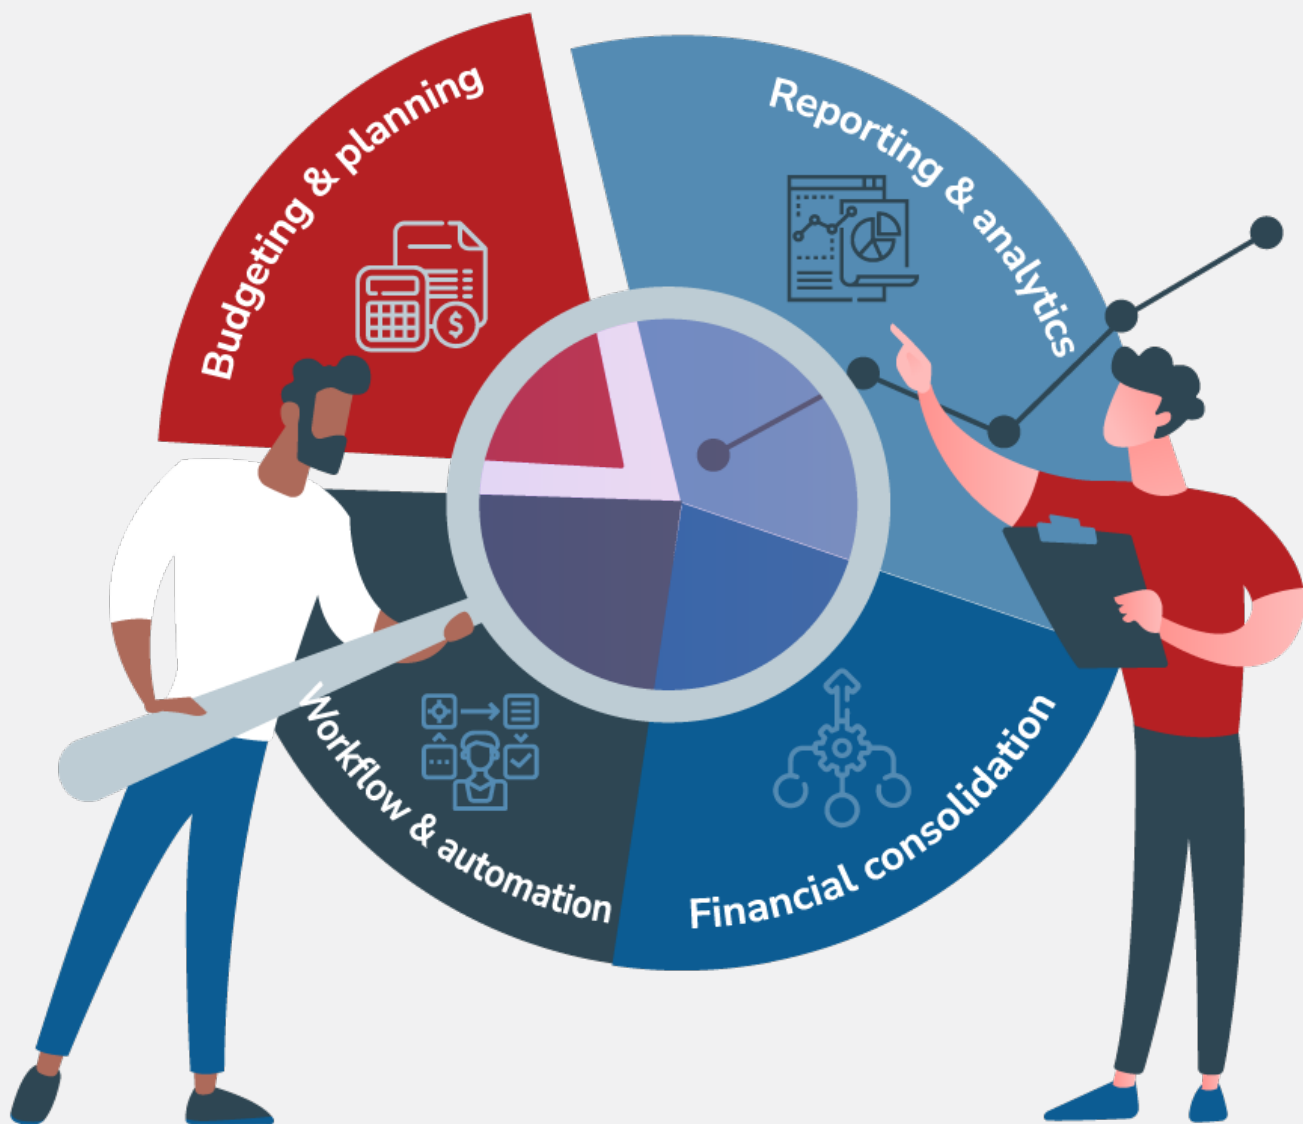 Budgeting & planning
Reporting & analytics
Workflow & automation
Financial consolidation